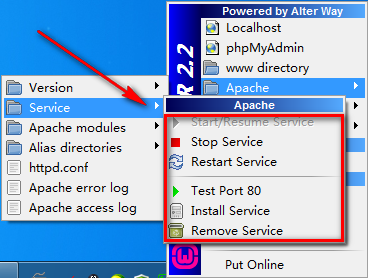 Powered by Alter Way
Localhost
phpMyAdmin
www directory
Apache
R 2.2
Version
Service
Apache modules
Alias directories
httpd.conf
Apache error log
Apache access log
Apache
Start/Resume Service
Stop Service
Restart Service
Test Port 80
Install Service
Remove Service
Put Online